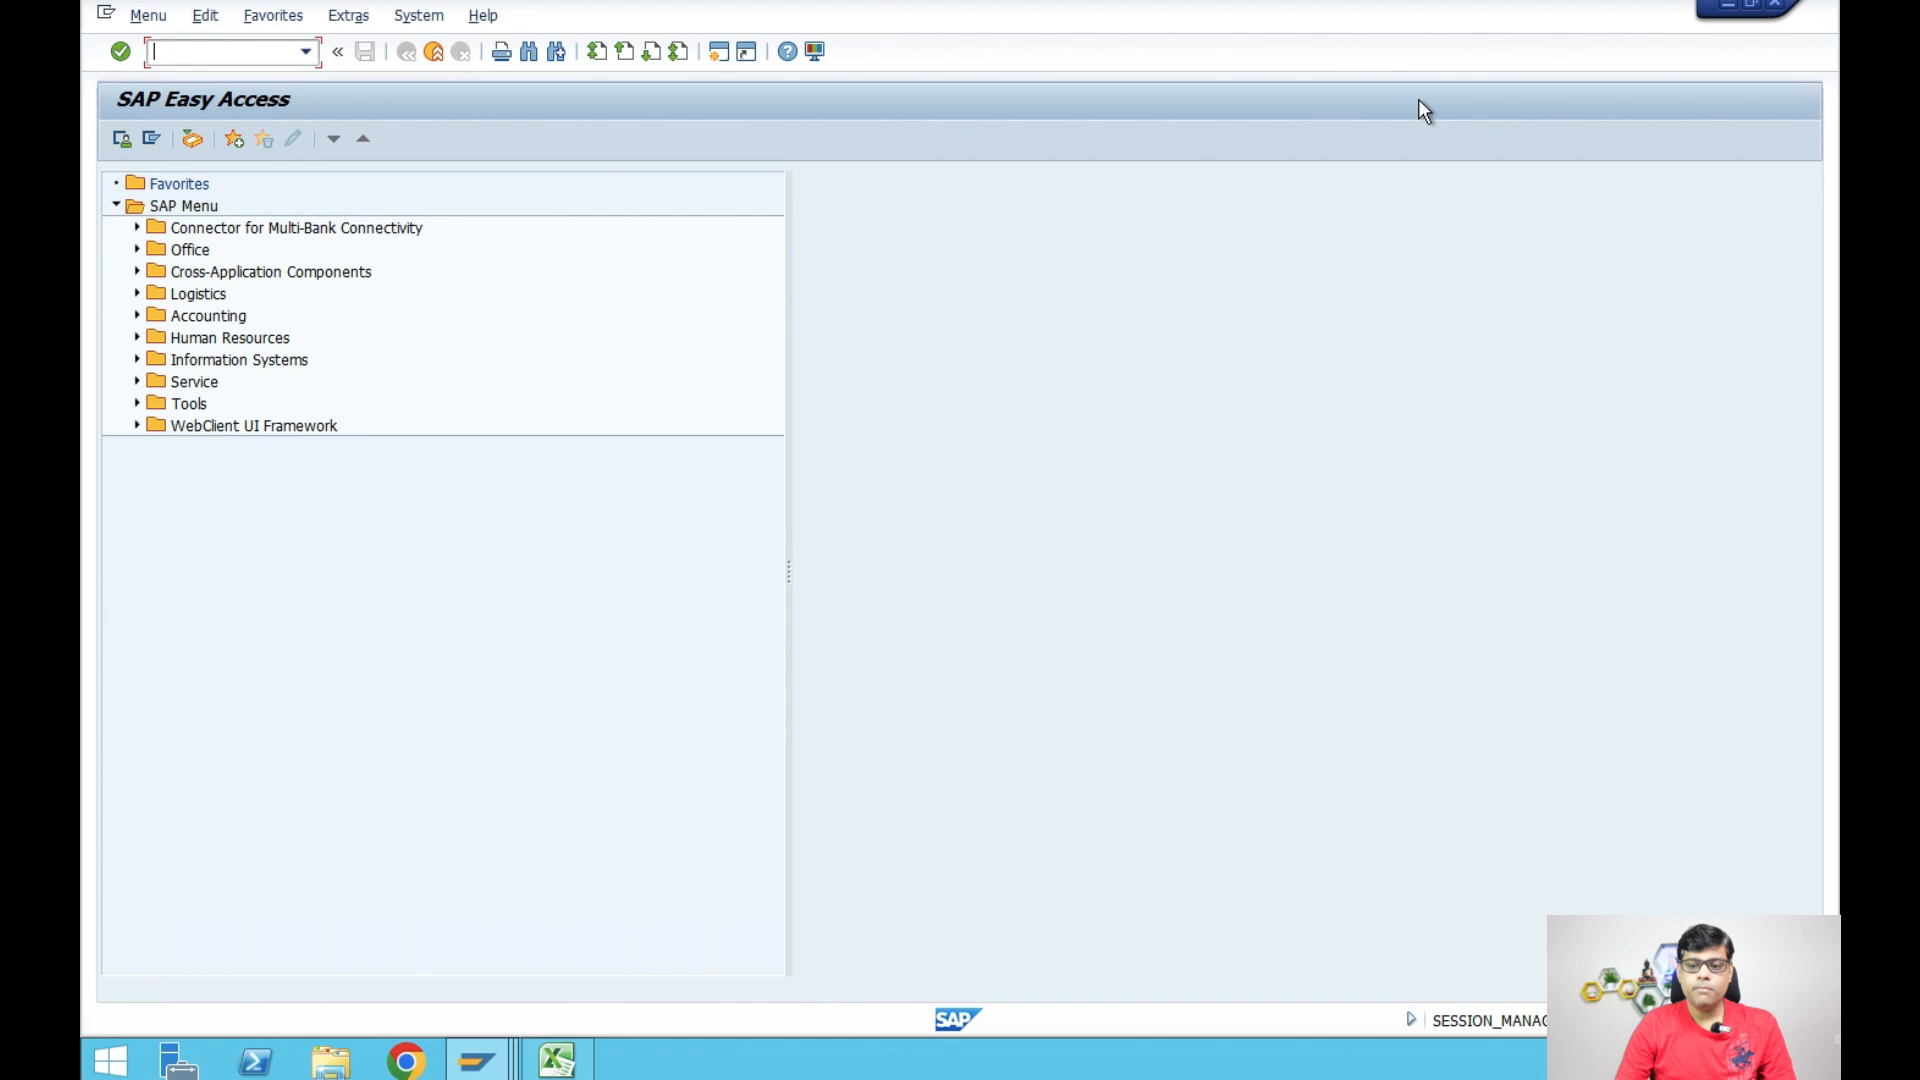 Menu Edit Favorites Extras System Help
SAP Easy Access
Favorites
SAP Menu
Connector for Multi-Bank Connectivity
Office
Cross-Application Components
Logistics
Accounting
Human Resources
Information Systems
Service
Tools
WebClient UI Framework
SAP
SESSION_MANAG